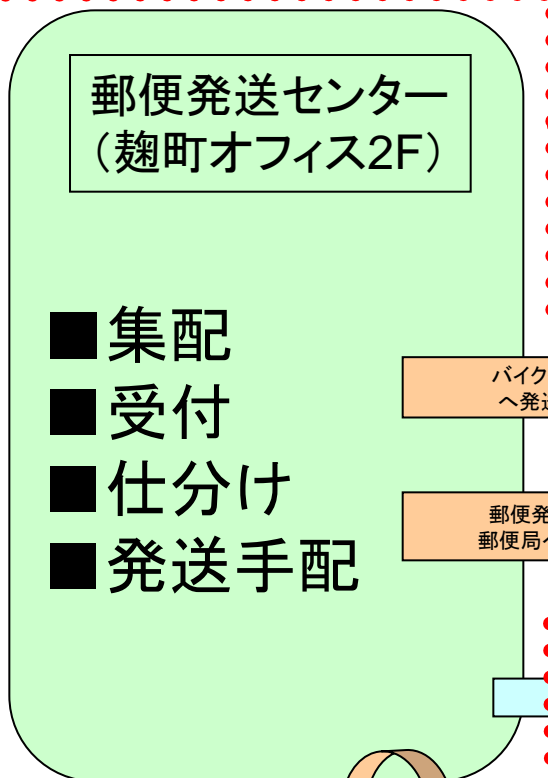 郵便発送センター
（麹町オフィス2F）
■集配
■受付
■仕分け
■発送手配
バイク
へ発送
郵便発
郵便局へ